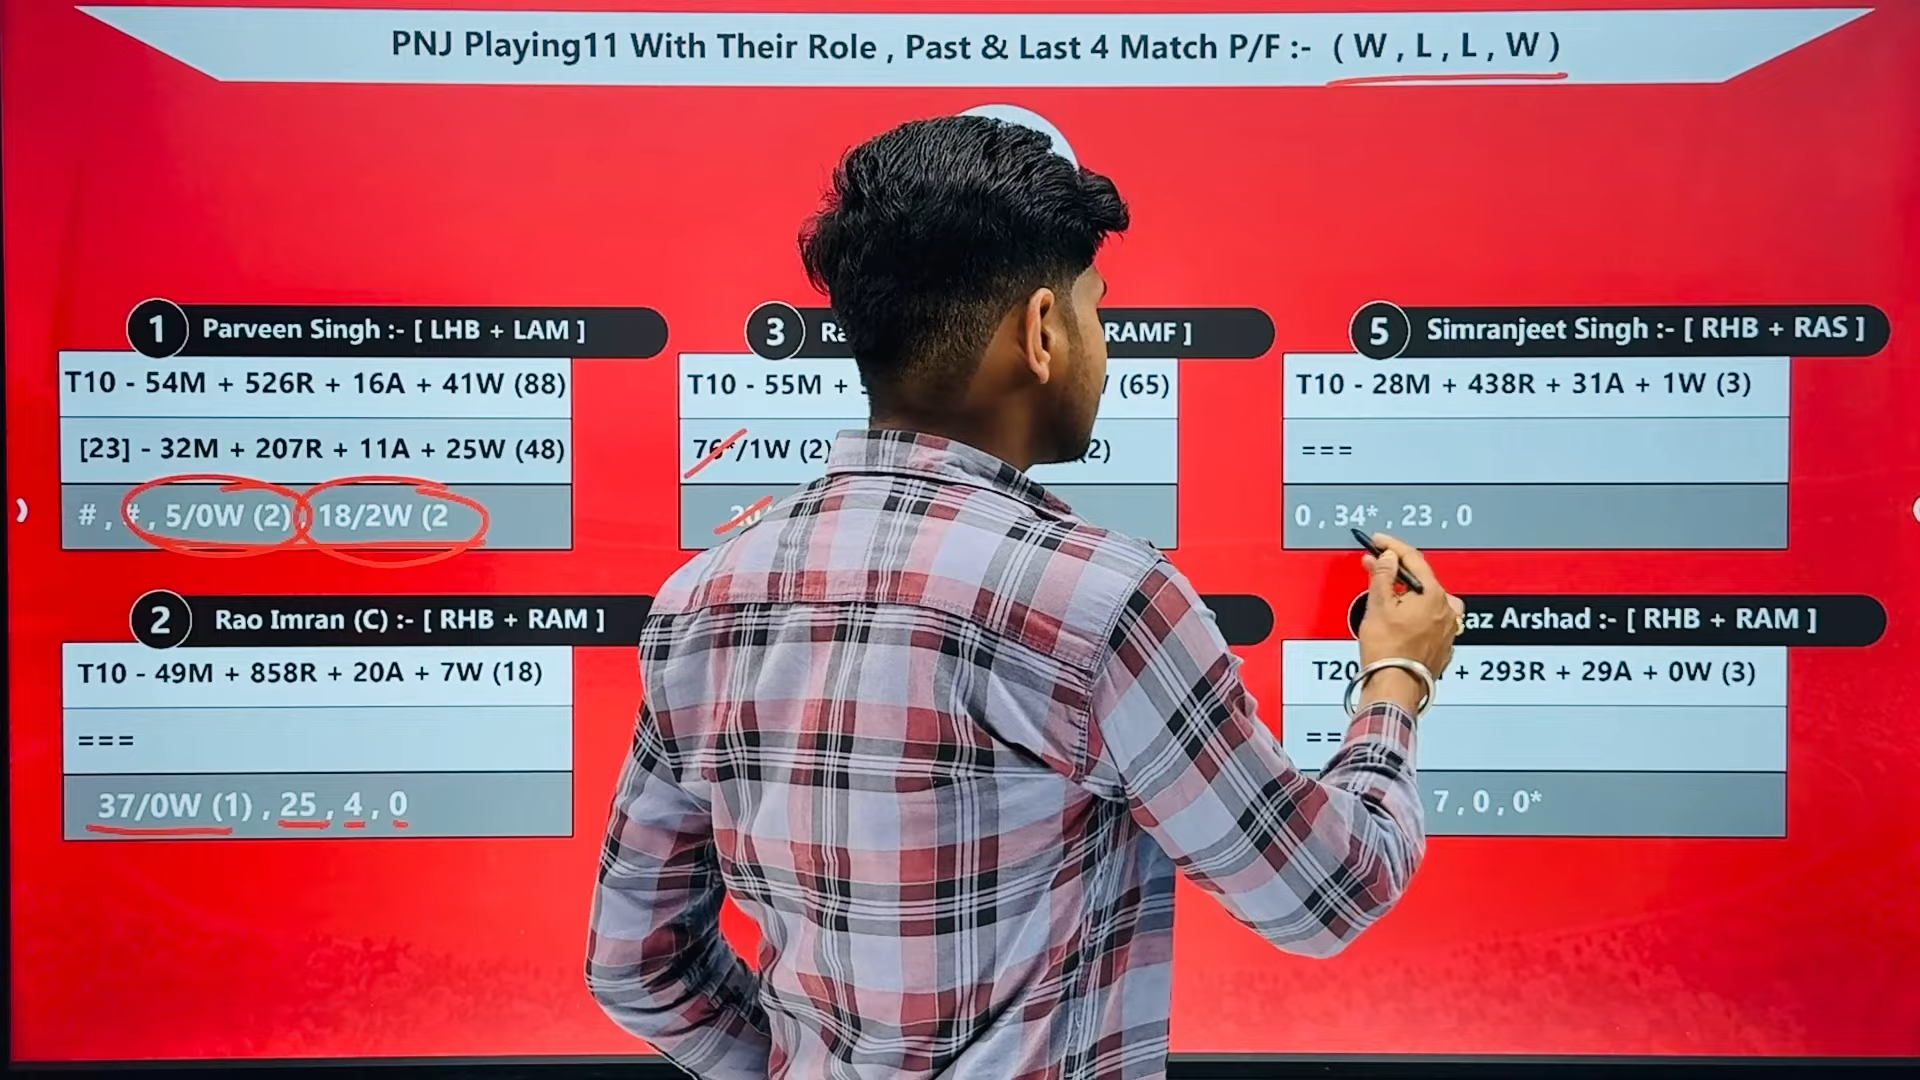 PNJ Playing11 With Their Role , Past & Last 4 Match P/F :- ( W , L , L , W )
1 Parveen Singh :- [ LHB + LAM ]
T10 - 54M + 526R + 16A + 41W (88)
[23] - 32M + 207R + 11A + 25W (48)
# , # , 5/0W (2) , 18/2W (2
2 Rao Imran (C) :- [ RHB + RAM ]
T10 - 49M + 858R + 20A + 7W (18)
===
37/0W (1) , 25 , 4 , 0
3 RAMF ]
T10 - 55M + (65)
76*/1W (2) (2)
5 Simranjeet Singh :- [ RHB + RAS ]
T10 - 28M + 438R + 31A + 1W (3)
===
0 , 34* , 23 , 0
Arshad :- [ RHB + RAM ]
T20 + 293R + 29A + 0W (3)
==
7 , 0 , 0*